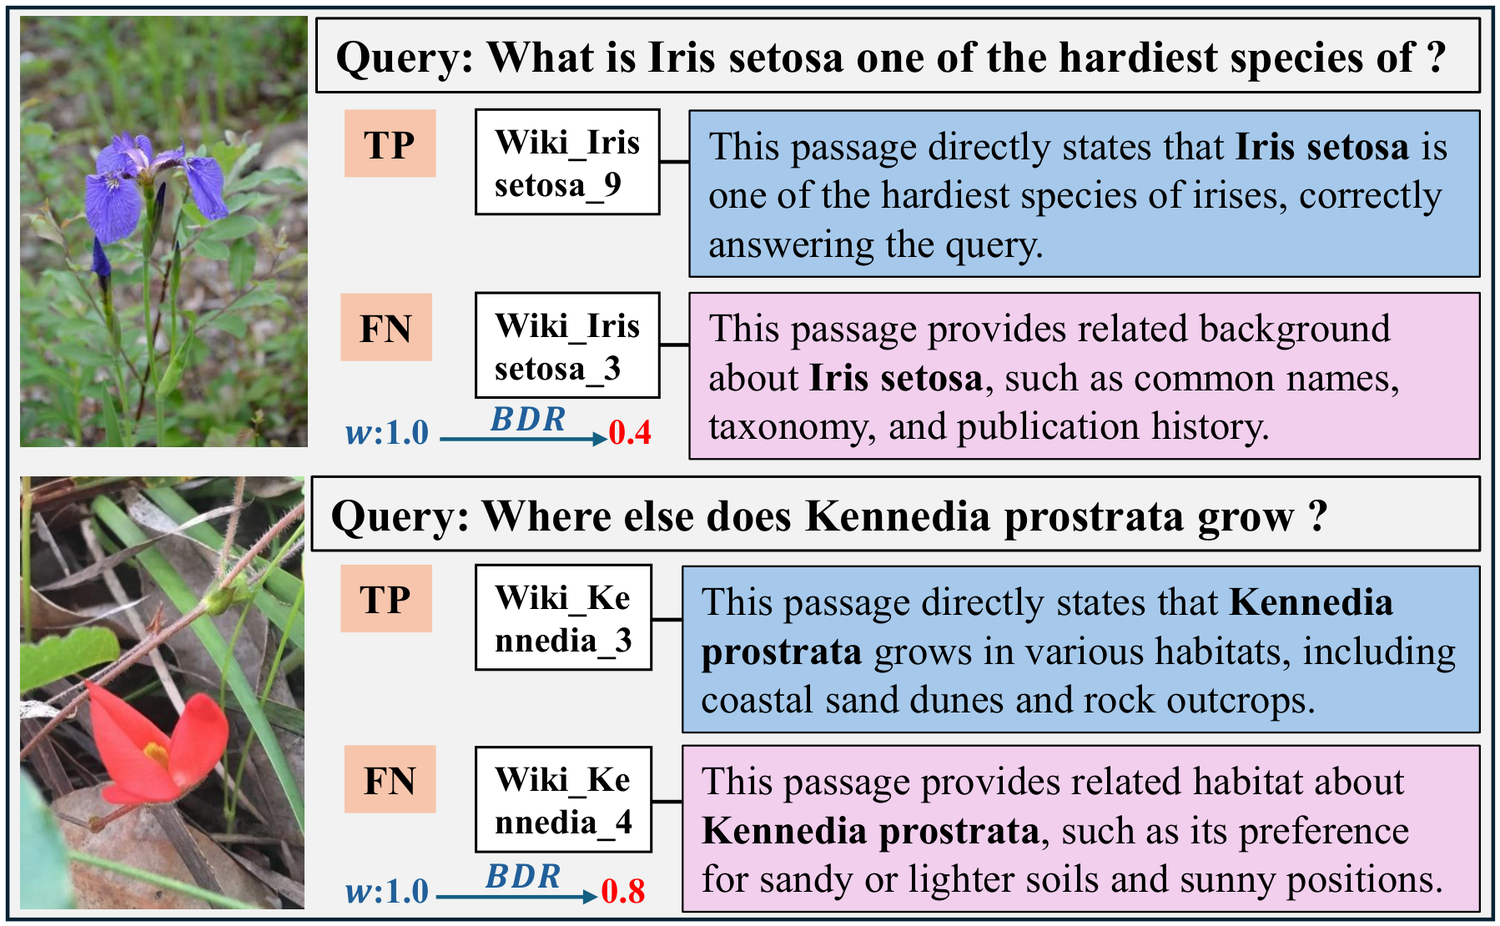 Query: What is Iris setosa one of the hardiest species of ?
TP
Wiki_Iris
setosa_9
This passage directly states that Iris setosa is
one of the hardiest species of irises, correctly
answering the query.
FN
Wiki_Iris
setosa_3
w:1.0
BDR
0.4
This passage provides related background
about Iris setosa, such as common names,
taxonomy, and publication history.
Query: Where else does Kennedia prostrata grow ?
TP
Wiki_Ke
nnedia_3
This passage directly states that Kennedia
prostrata grows in various habitats, including
coastal sand dunes and rock outcrops.
FN
Wiki_Ke
nnedia_4
w:1.0
BDR
0.8
This passage provides related habitat about
Kennedia prostrata, such as its preference
for sandy or lighter soils and sunny positions.